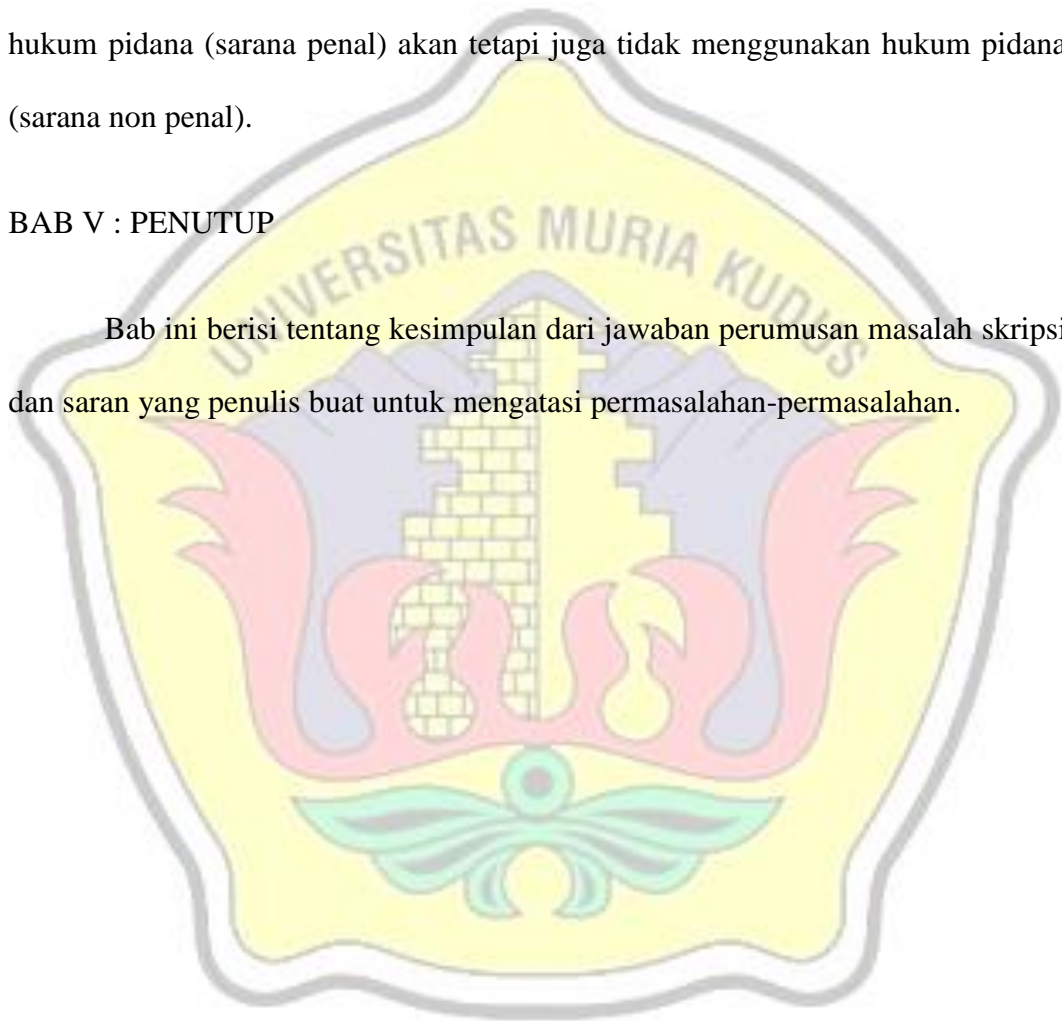 hukum pidana (sarana penal) akan tetapi juga tidak menggunakan hukum pidana
(sarana non penal).
BAB V : PENUTUP
UNIVERSITAS MURIA KUDUS
Bab ini berisi tentang kesimpulan dari jawaban perumusan masalah skripsi
dan saran yang penulis buat untuk mengatasi permasalahan-permasalahan.